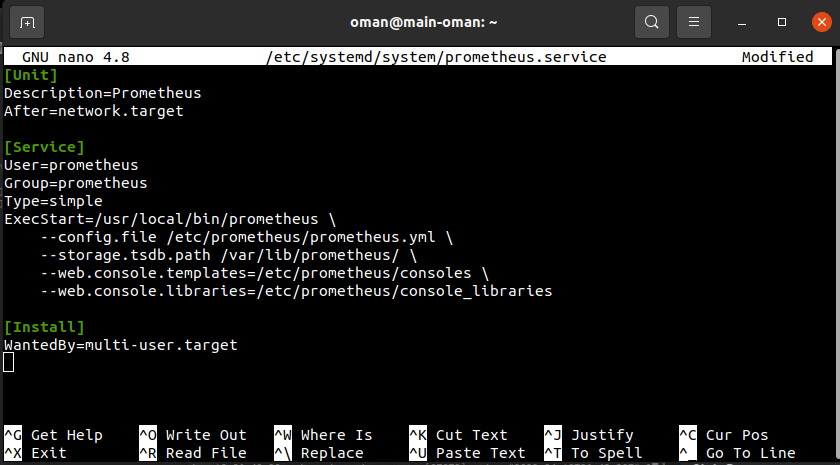 oman@main-oman: ~
GNU nano 4.8 /etc/systemd/system/prometheus.service Modified
[Unit]
Description=Prometheus
After=network.target
[Service]
User=prometheus
Group=prometheus
Type=simple
ExecStart=/usr/local/bin/prometheus \
--config.file /etc/prometheus/prometheus.yml \
--storage.tsdb.path /var/lib/prometheus/ \
--web.console.templates=/etc/prometheus/consoles \
--web.console.libraries=/etc/prometheus/console_libraries
[Install]
WantedBy=multi-user.target
^G Get Help ^O Write Out ^W Where Is ^K Cut Text ^J Justify ^C Cur Pos
^X Exit ^R Read File ^\ Replace ^U Paste Text ^T To Spell ^_ Go To Line